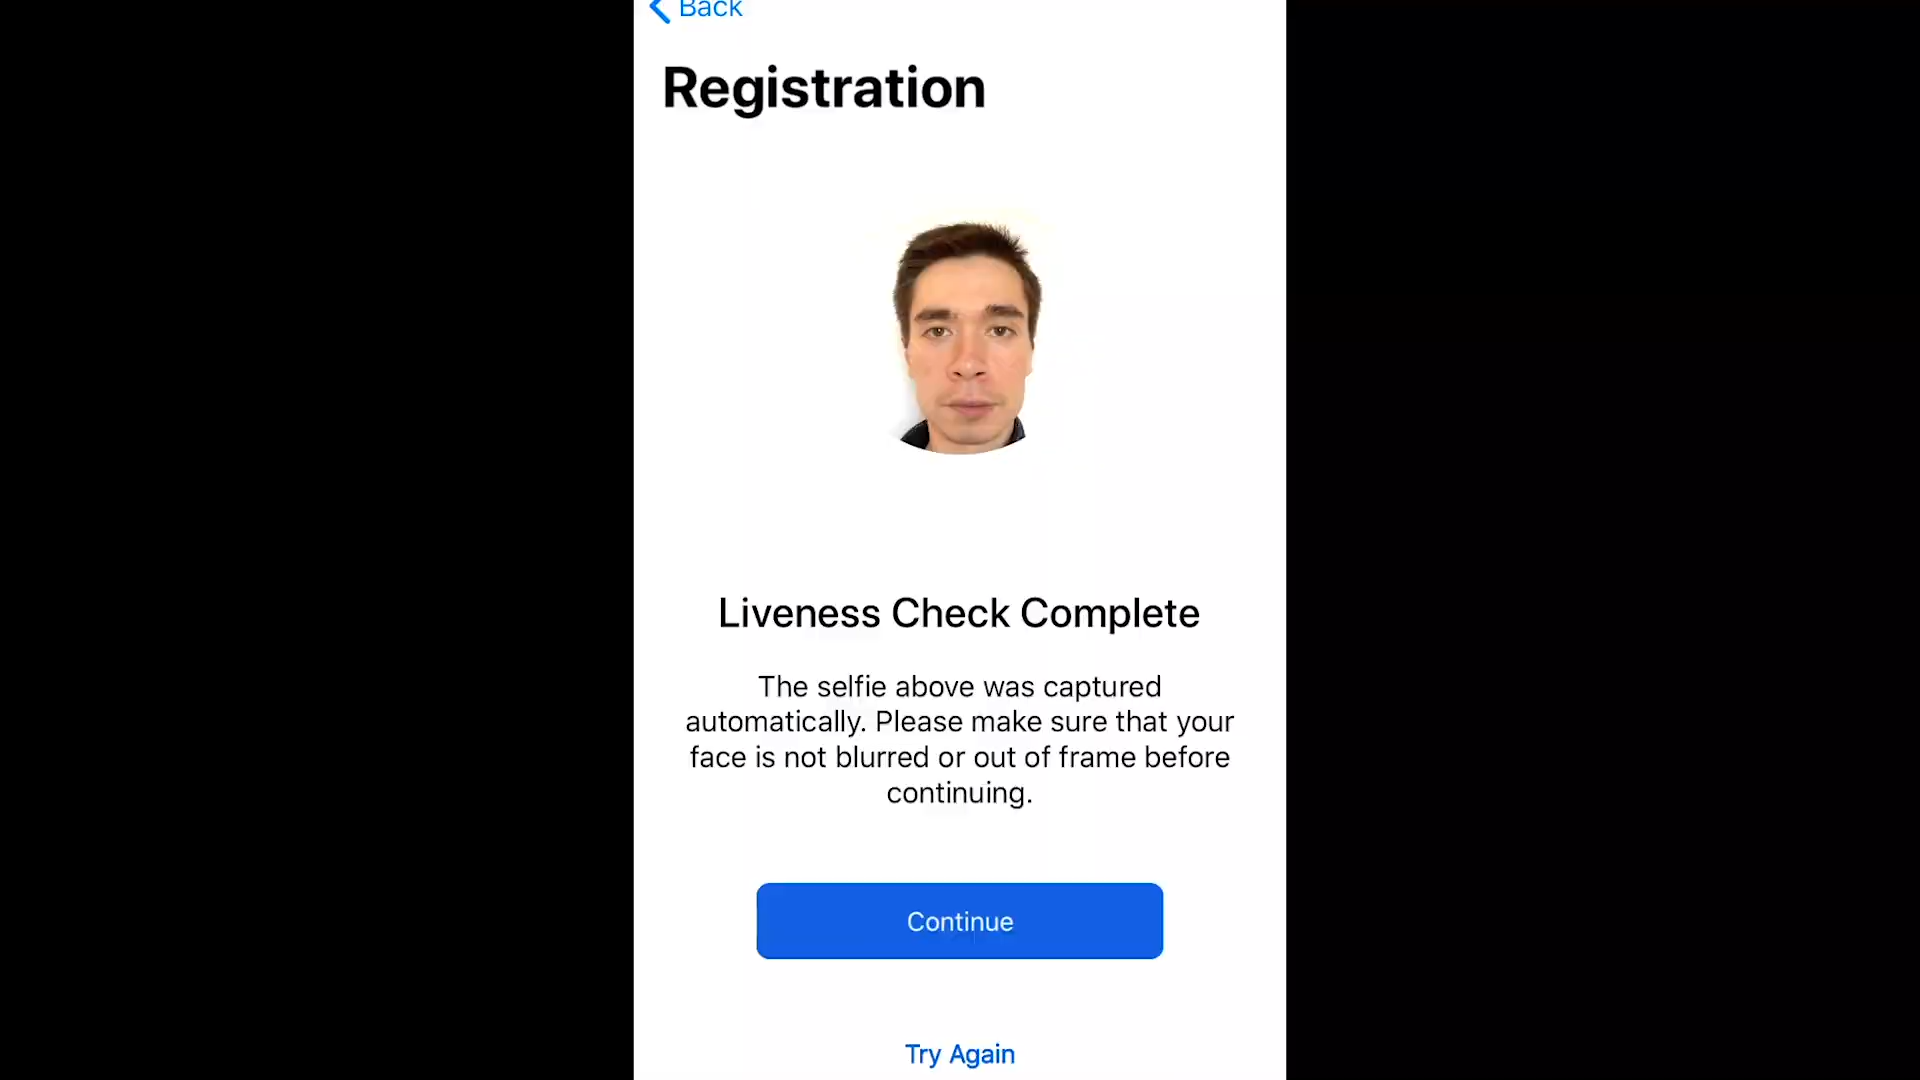 Back
Registration
Liveness Check Complete
The selfie above was captured
automatically. Please make sure that your
face is not blurred or out of frame before
continuing.
Continue
Try Again